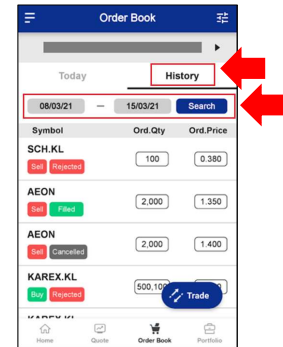 Order Book
Today History
08/03/21 — 15/03/21 Search
Symbol Ord.Qty Ord.Price
SCH.KL
Sell Rejected 100 0.380
AEON
Sell Filled 2,000 1.350
AEON
Sell Cancelled 2,000 1.400
KAREX.KL
Buy Rejected 500,100
Trade
Home Quote Order Book Portfolio